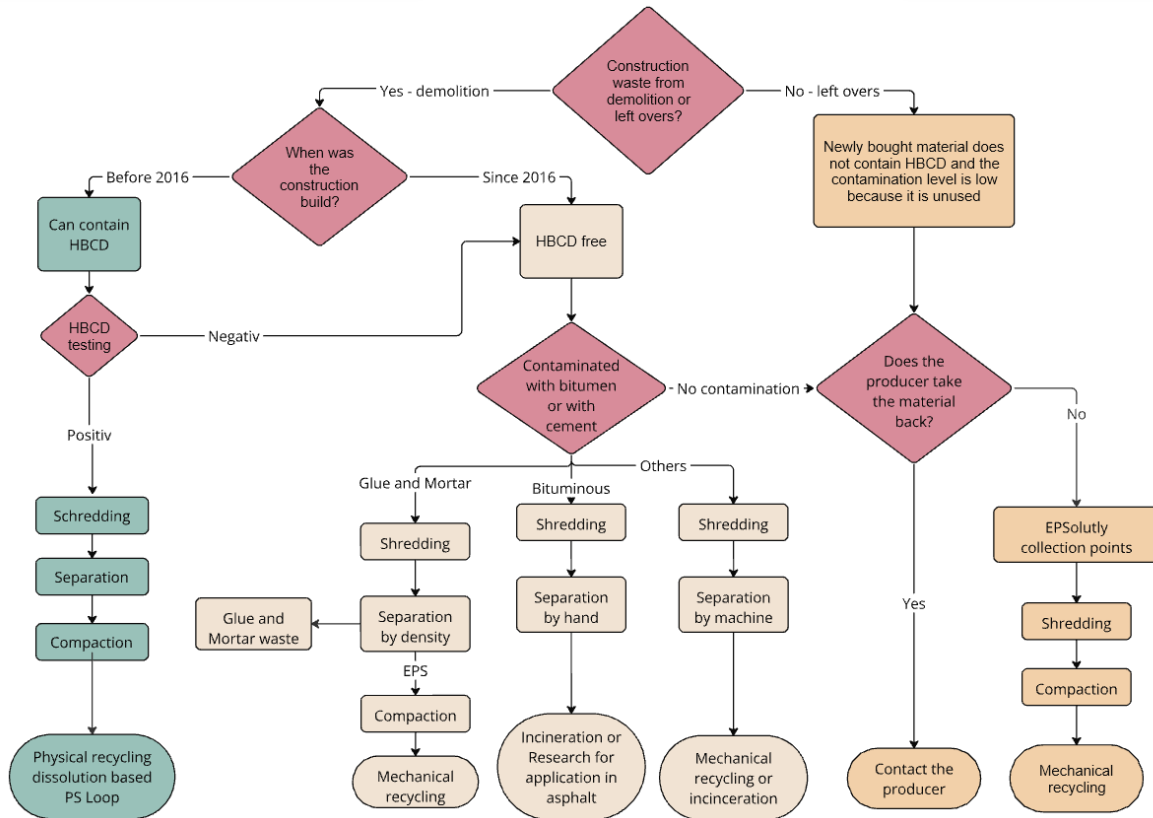 Construction
waste from
demolition or
left overs?
Yes - demolition
No - left overs
When was
the
construction
build?
Newly bought material does
not contain HBCD and the
contamination level is low
because it is unused
Before 2016
Since 2016
Can contain
HBCD
HBCD free
HBCD
testing
Negativ
Contaminated
with bitumen
or with
cement
No contamination
Does the
producer take
the material
back?
No
Positiv
Glue and Mortar
Bituminous
Others
Schredding
Separation
Compaction
Physical recycling
dissolution based
PS Loop
Shredding
Separation
by density
Glue and
Mortar waste
EPS
Compaction
Mechanical
recycling
Shredding
Separation
by hand
Incineration or
Research for
application in
asphalt
Shredding
Separation
by machine
Mechanical
recycling or
incineration
Yes
Contact the
producer
EPSolutly
collection points
Shredding
Compaction
Mechanical
recycling